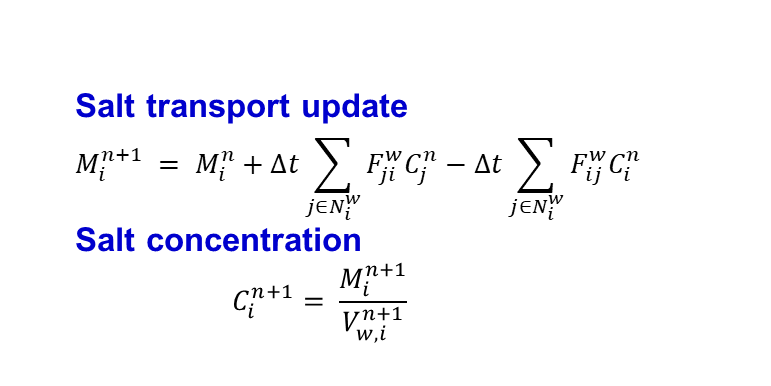 Salt transport update
M_i^{n+1} = M_i^n + Δt ∑_{j∈N_i^w} F_{ji}^w C_j^n − Δt ∑_{j∈N_i^w} F_{ij}^w C_i^n
Salt concentration
C_i^{n+1} = \frac{M_i^{n+1}}{V_{w,i}^{n+1}}